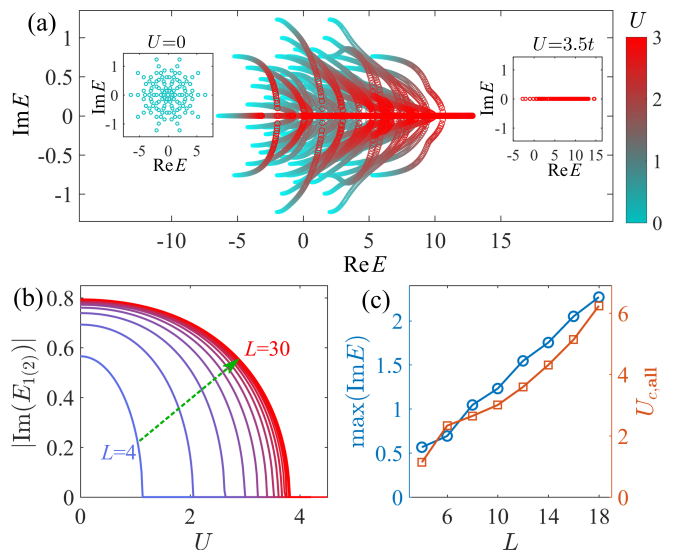 (a)
U
U=0
U=3.5t
ImE
1
0.5
0
-0.5
-1
ImE
1
0
-1
-5 0 5
ReE
ImE
1
0
-1
-5 0 5 10 14
ReE
3
2
1
0
-10 -5 0 5 10 15
ReE
(b)
|Im(E1(2))|
0.8
0.6
0.4
0.2
0
L=30
L=4
0 2 4
U
(c)
max(ImE)
2
1.5
1
0.5
6
4
2
0
Uc,all
6 10 14 18
L